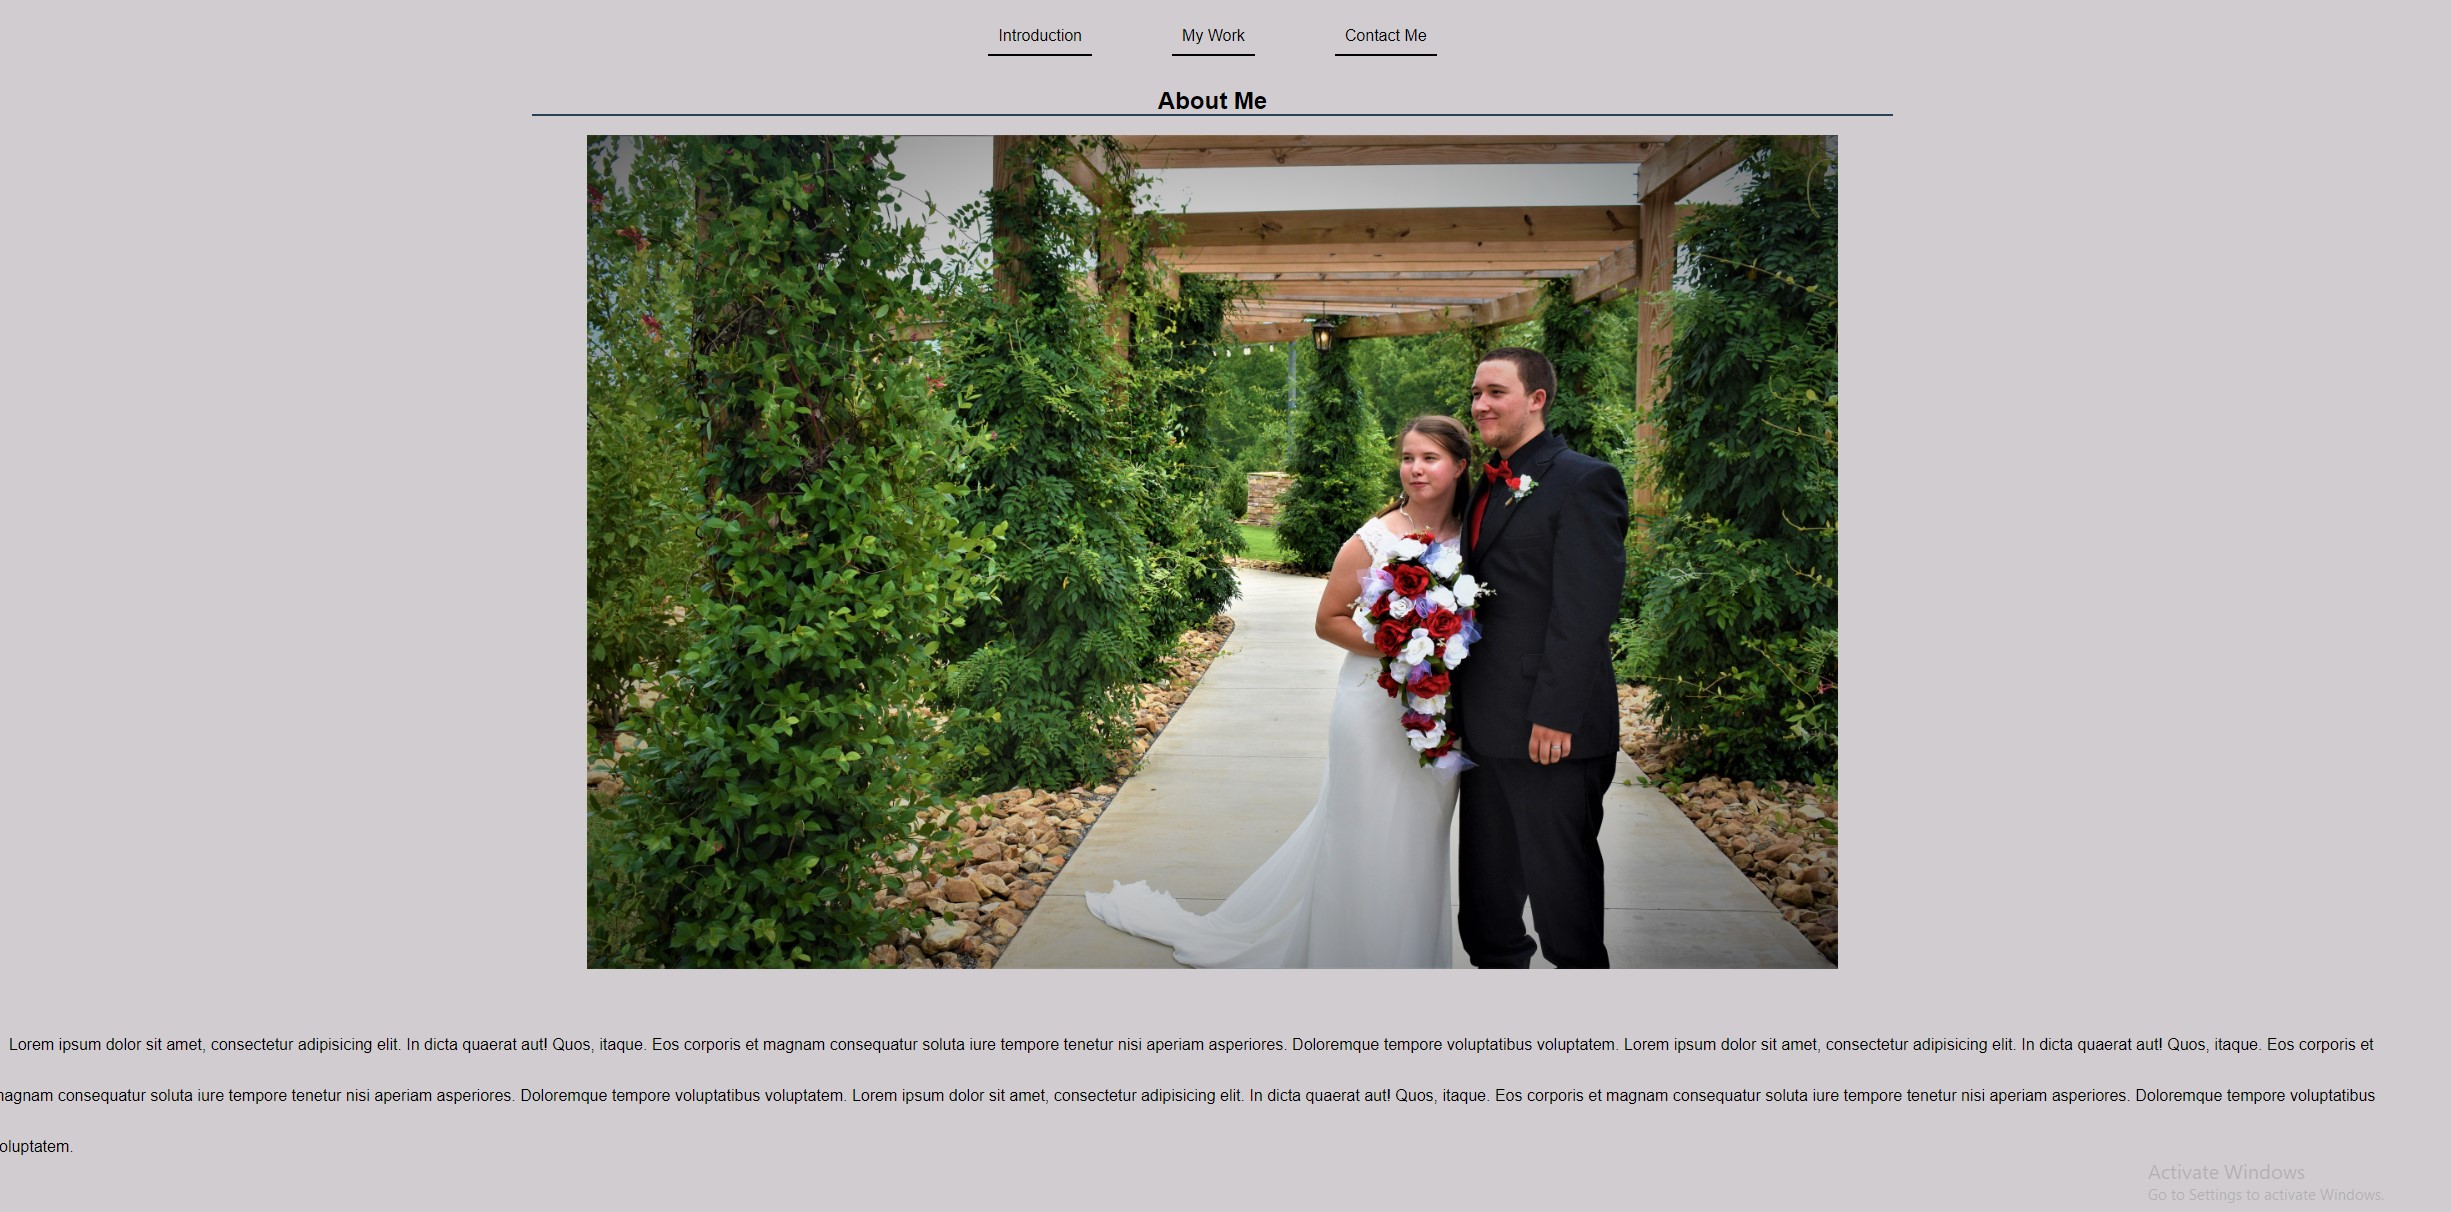 Introduction
My Work
Contact Me
About Me
Lorem ipsum dolor sit amet, consectetur adipisicing elit. In dicta quaerat aut! Quos, itaque. Eos corporis et magnam consequatur soluta iure tempore tenetur nisi aperiam asperiores. Doloremque tempore voluptatibus voluptatem. Lorem ipsum dolor sit amet, consectetur adipisicing elit. In dicta quaerat aut! Quos, itaque. Eos corporis et
agnam consequatur soluta iure tempore tenetur nisi aperiam asperiores. Doloremque tempore voluptatibus voluptatem. Lorem ipsum dolor sit amet, consectetur adipisicing elit. In dicta quaerat aut! Quos, itaque. Eos corporis et magnam consequatur soluta iure tempore tenetur nisi aperiam asperiores. Doloremque tempore voluptatibus
oluptatem.
Activate Windows
Go to Settings to activate Windows.